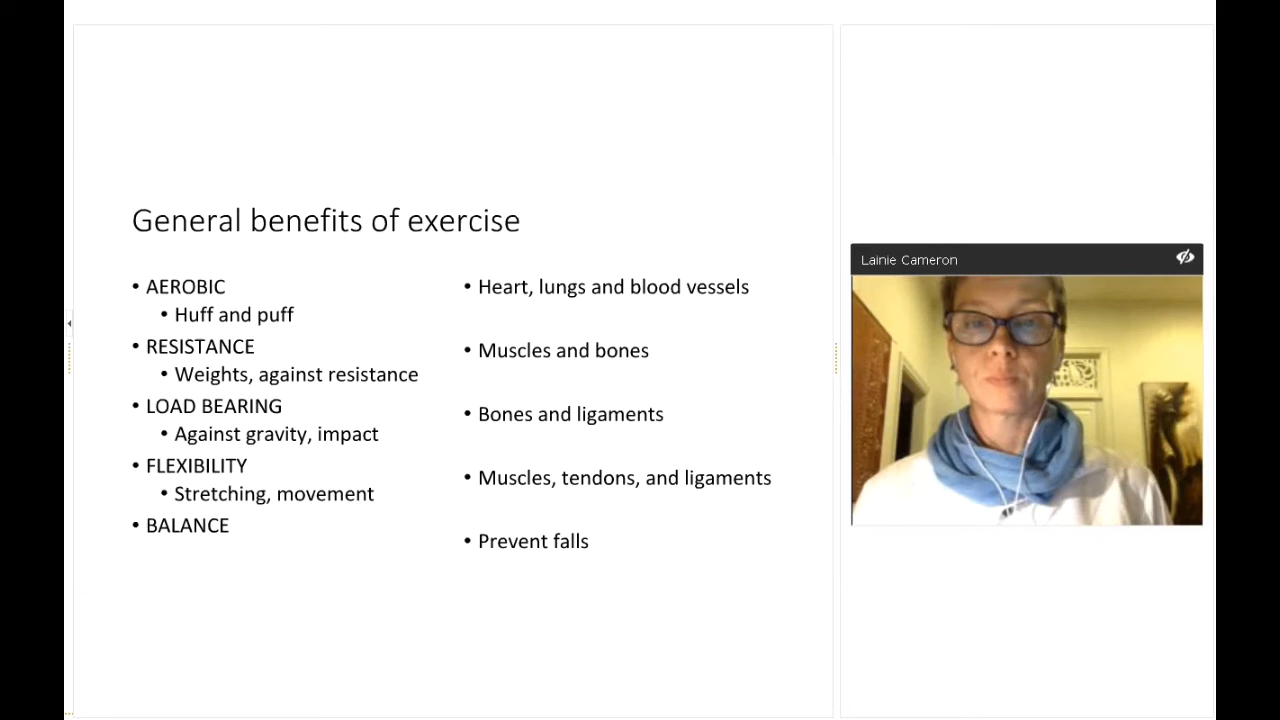 General benefits of exercise
• AEROBIC
• Huff and puff
• RESISTANCE
• Weights, against resistance
• LOAD BEARING
• Against gravity, impact
• FLEXIBILITY
• Stretching, movement
• BALANCE
• Heart, lungs and blood vessels
• Muscles and bones
• Bones and ligaments
• Muscles, tendons, and ligaments
• Prevent falls
Lainie Cameron